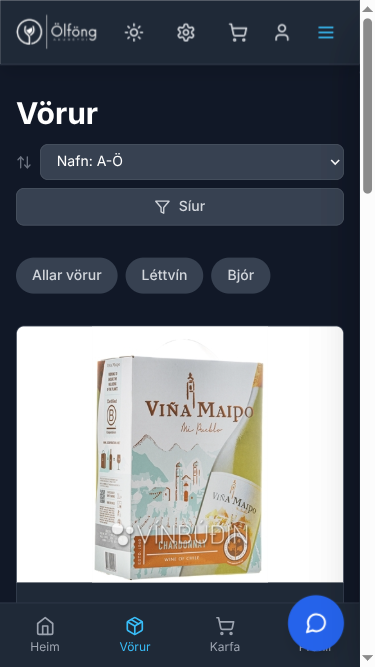 Ölföng
Vörur
Nafn: A-Ö
Síur
Allar vörur
Léttvín
Bjór
VIÑA MAIPO
Mi Pueblo
VIÑA MAIPO
VÍNBÚÐIN
CHARDONNAY
Heim
Vörur
Karfa